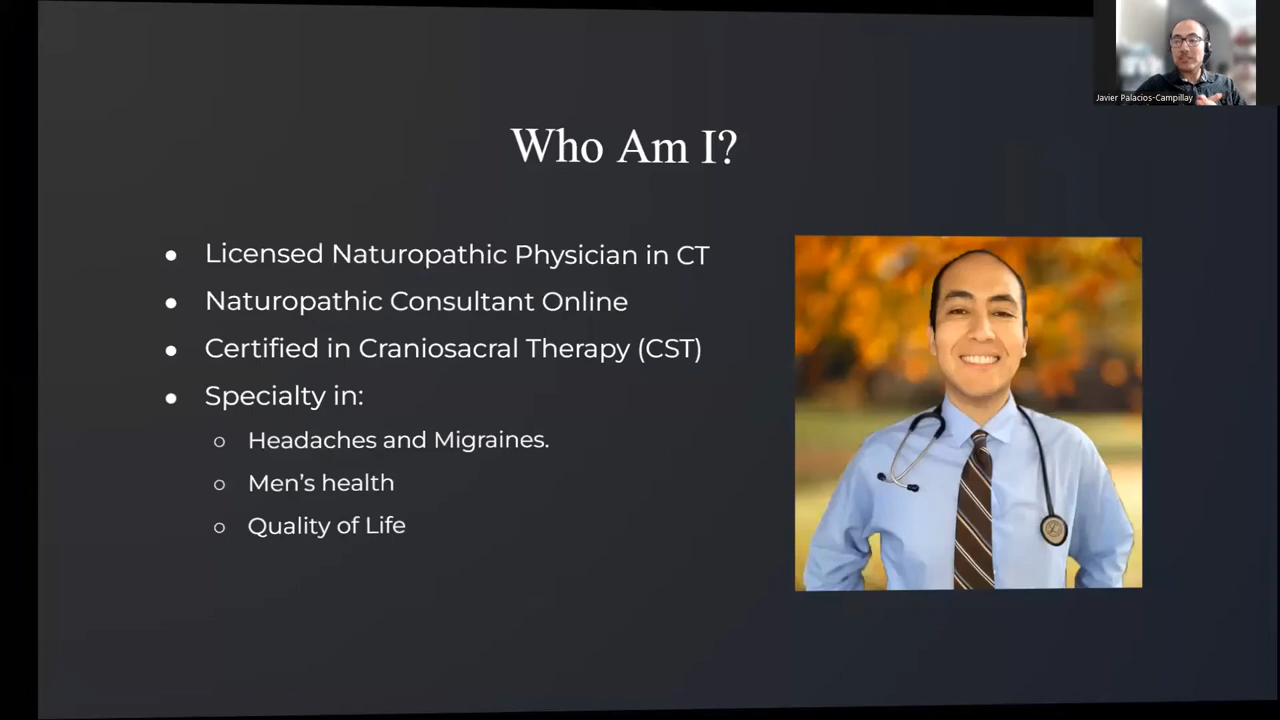 Javier Palacios-Campillay
Who Am I?
● Licensed Naturopathic Physician in CT
● Naturopathic Consultant Online
● Certified in Craniosacral Therapy (CST)
● Specialty in:
○ Headaches and Migraines.
○ Men's health
○ Quality of Life